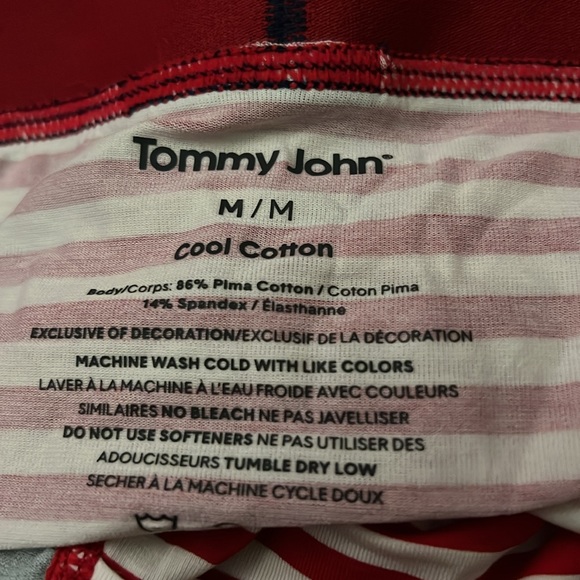 Tommy John
M/M
Cool Cotton
Body/Corps: 86% Pima Cotton / Coton Pima
14% Spandex / Élasthanne
EXCLUSIVE OF DECORATION/EXCLUSIF DE LA DÉCORATION
MACHINE WASH COLD WITH LIKE COLORS
LAVER À LA MACHINE À L'EAU FROIDE AVEC COULEURS
SIMILAIRES NO BLEACH NE PAS JAVELLISER
DO NOT USE SOFTENERS NE PAS UTILISER DES
ADOUCISSEURS TUMBLE DRY LOW
SECHER À LA MACHINE CYCLE DOUX